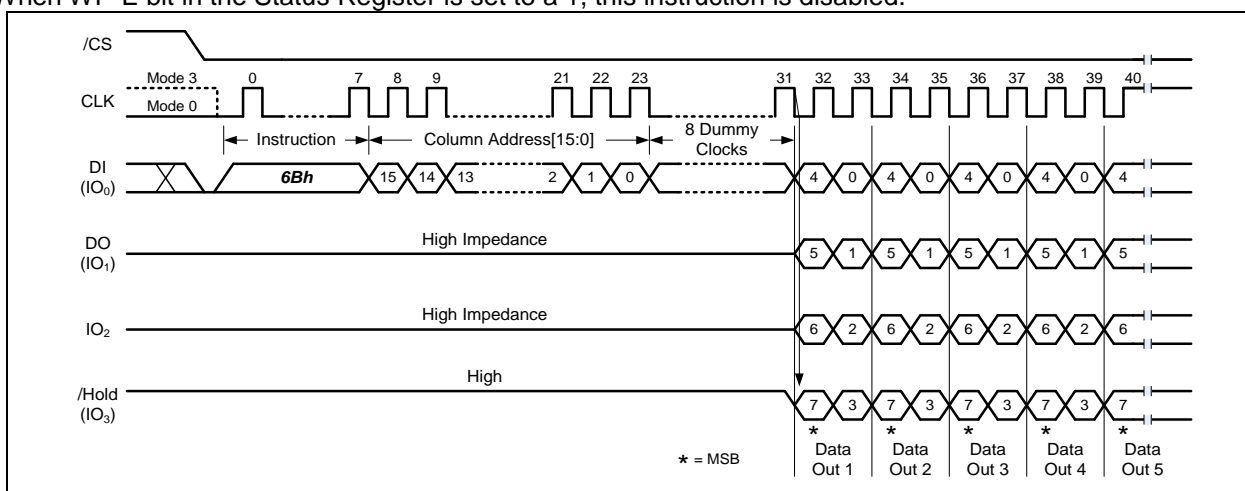 When WP-E bit in the Status Register is set to a 1, this instruction is disabled.
/CS
Mode 3 0 7 8 9 21 22 23 31 32 33 34 35 36 37 38 39 40
CLK
Mode 0
Instruction Column Address[15:0] 8 Dummy
Clocks
DI
(IO0)
6Bh 15 14 13 2 1 0 4 0 4 0 4 0 4 0 4
DO
(IO1)
High Impedance
5 1 5 1 5 1 5 1 5
IO2
High Impedance
6 2 6 2 6 2 6 2 6
/Hold
(IO3)
High
7 3 7 3 7 3 7 3 7
* * * * *
* = MSB
Data Data Data Data Data
Out 1 Out 2 Out 3 Out 4 Out 5